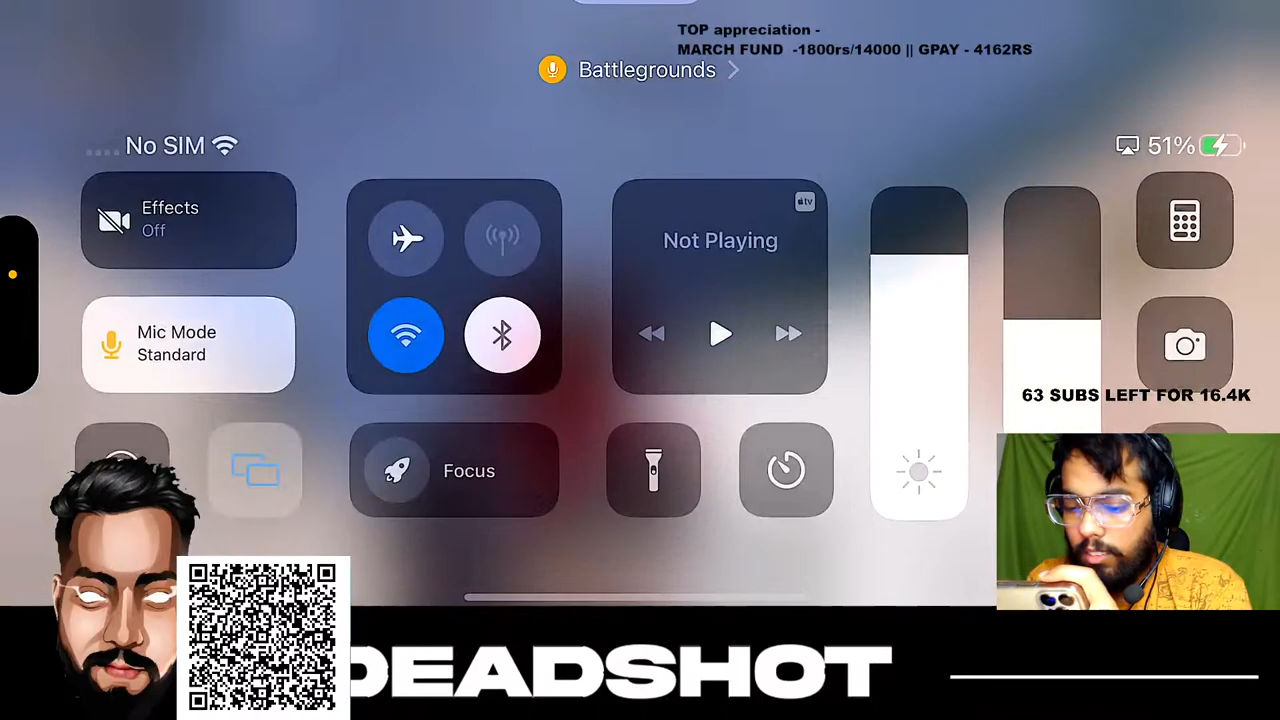 TOP appreciation -
MARCH FUND -1800rs/14000 || GPAY - 4162RS
Battlegrounds
No SIM
51%
Effects
Off
tv
Not Playing
Mic Mode
Standard
63 SUBS LEFT FOR 16.4K
Focus
DEADSHOT